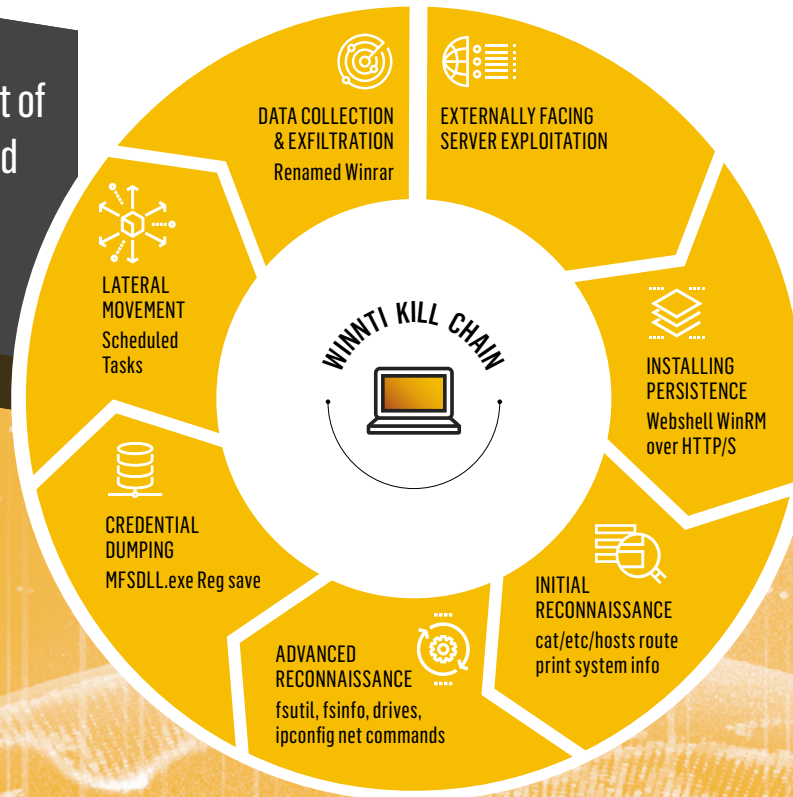 t of
d
DATA COLLECTION
& EXFILTRATION
Renamed Winrar
EXTERNALLY FACING
SERVER EXPLOITATION
LATERAL
MOVEMENT
Scheduled
Tasks
WINNTI KILL CHAIN
INSTALLING
PERSISTENCE
Webshell WinRM
over HTTP/S
CREDENTIAL
DUMPING
MFSDLL.exe Reg save
INITIAL
RECONNAISSANCE
cat/etc/hosts route
print system info
ADVANCED
RECONNAISSANCE
fsutil, fsinfo, drives,
ipconfig net commands